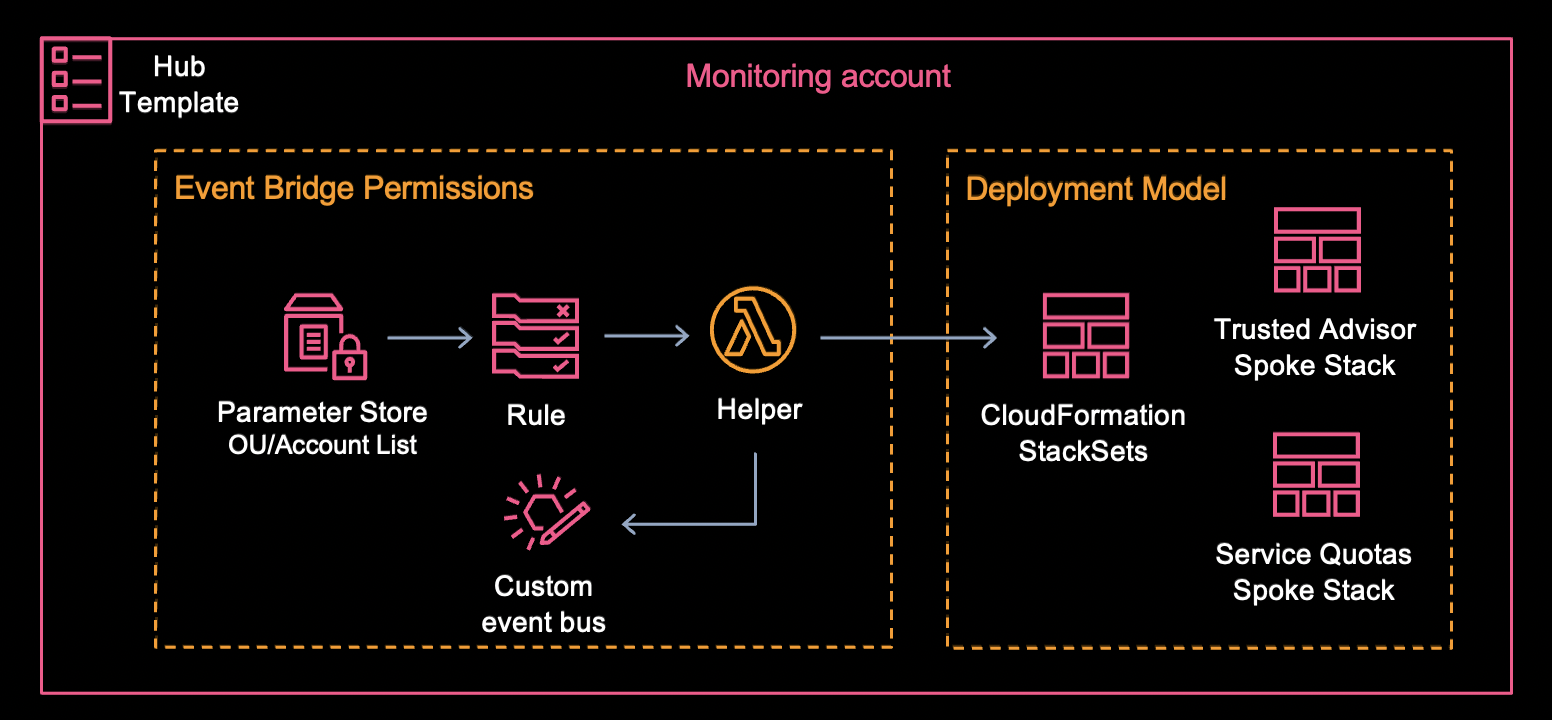 Hub
Template
Monitoring account
Event Bridge Permissions
Parameter Store
OU/Account List
Rule
Helper
Custom
event bus
Deployment Model
CloudFormation
StackSets
Trusted Advisor
Spoke Stack
Service Quotas
Spoke Stack